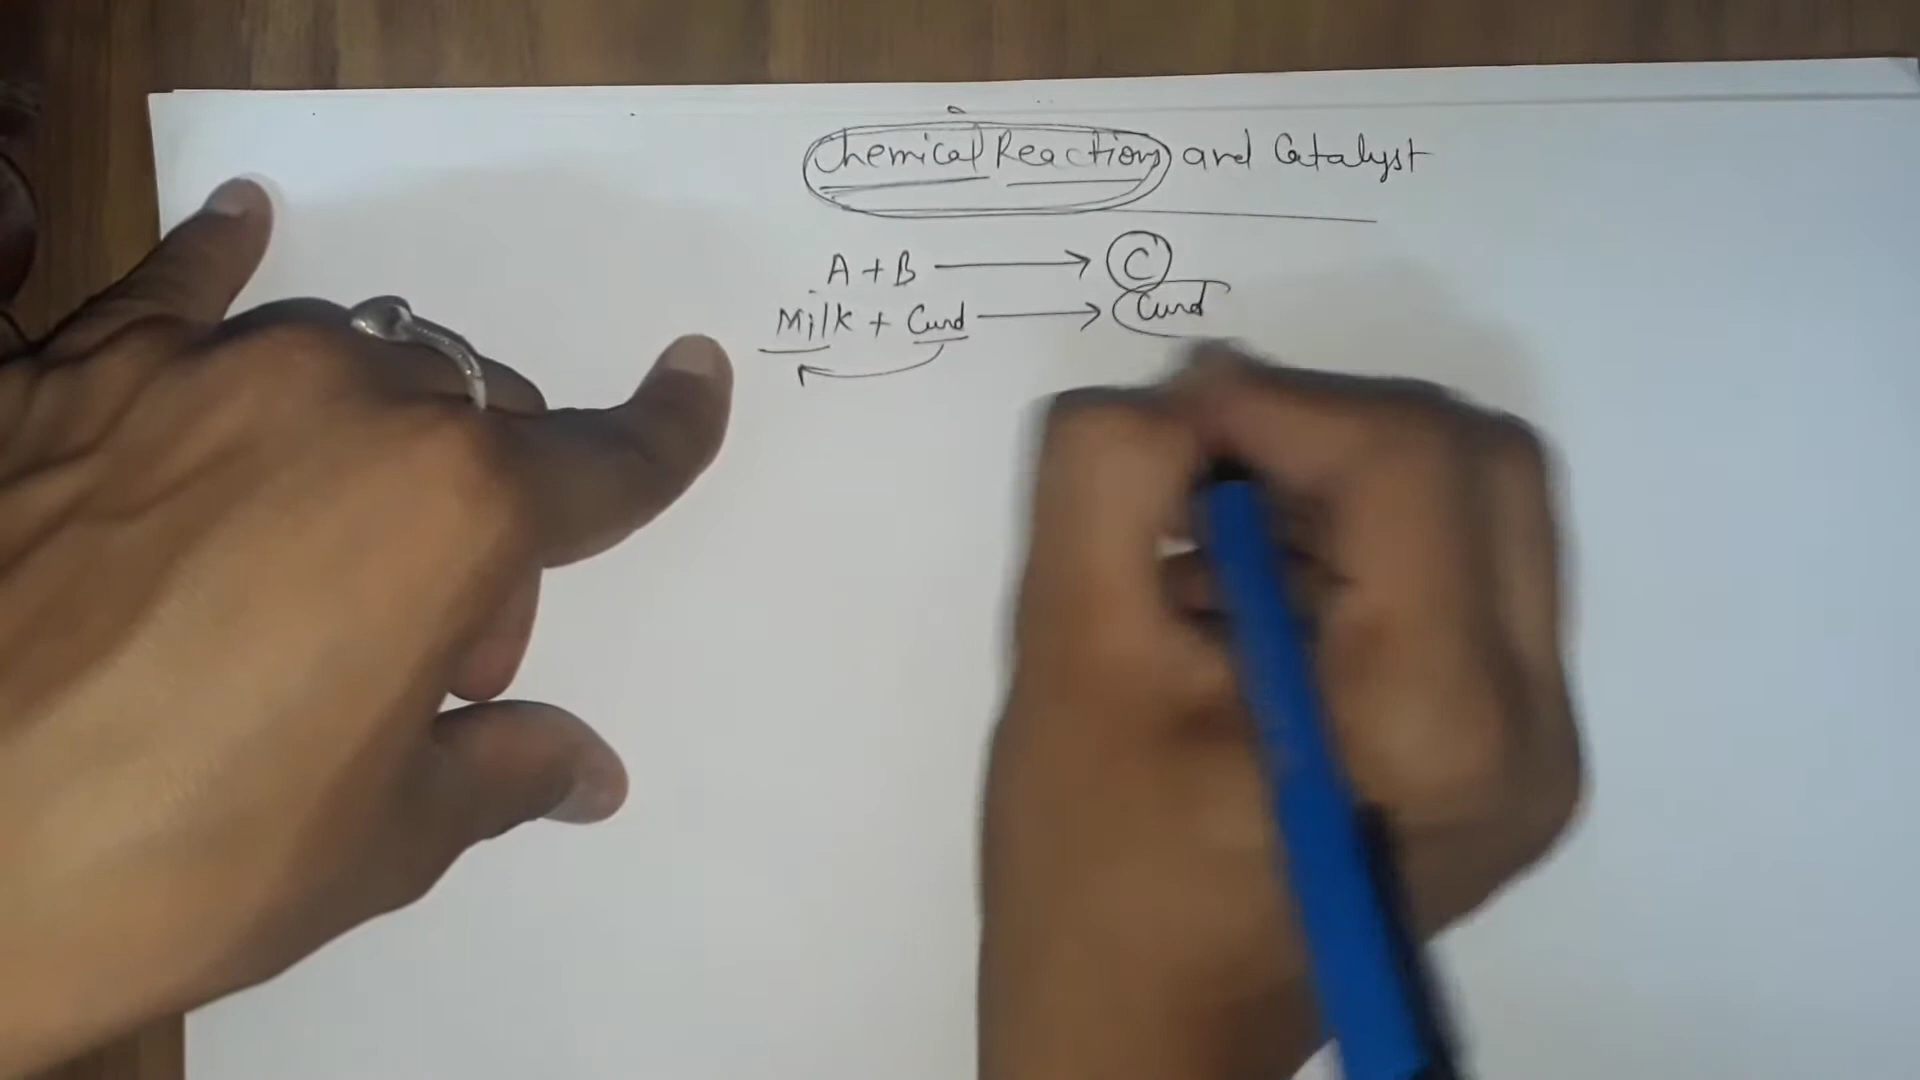 Chemical Reactions and Catalyst
A + B → C
Milk + Curd → Curd